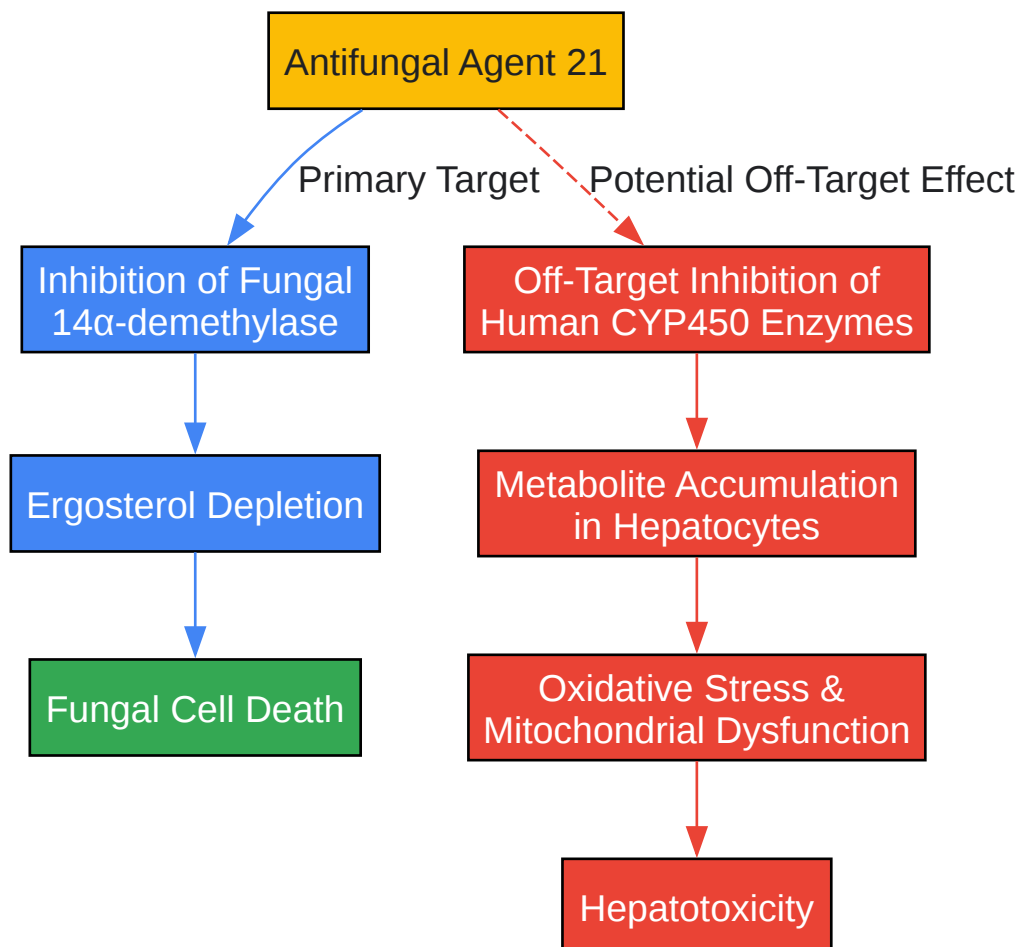 Antifungal Agent 21
Primary Target
Potential Off-Target Effect
Inhibition of Fungal
14α-demethylase
Off-Target Inhibition of
Human CYP450 Enzymes
Ergosterol Depletion
Metabolite Accumulation
in Hepatocytes
Fungal Cell Death
Oxidative Stress &
Mitochondrial Dysfunction
Hepatotoxicity